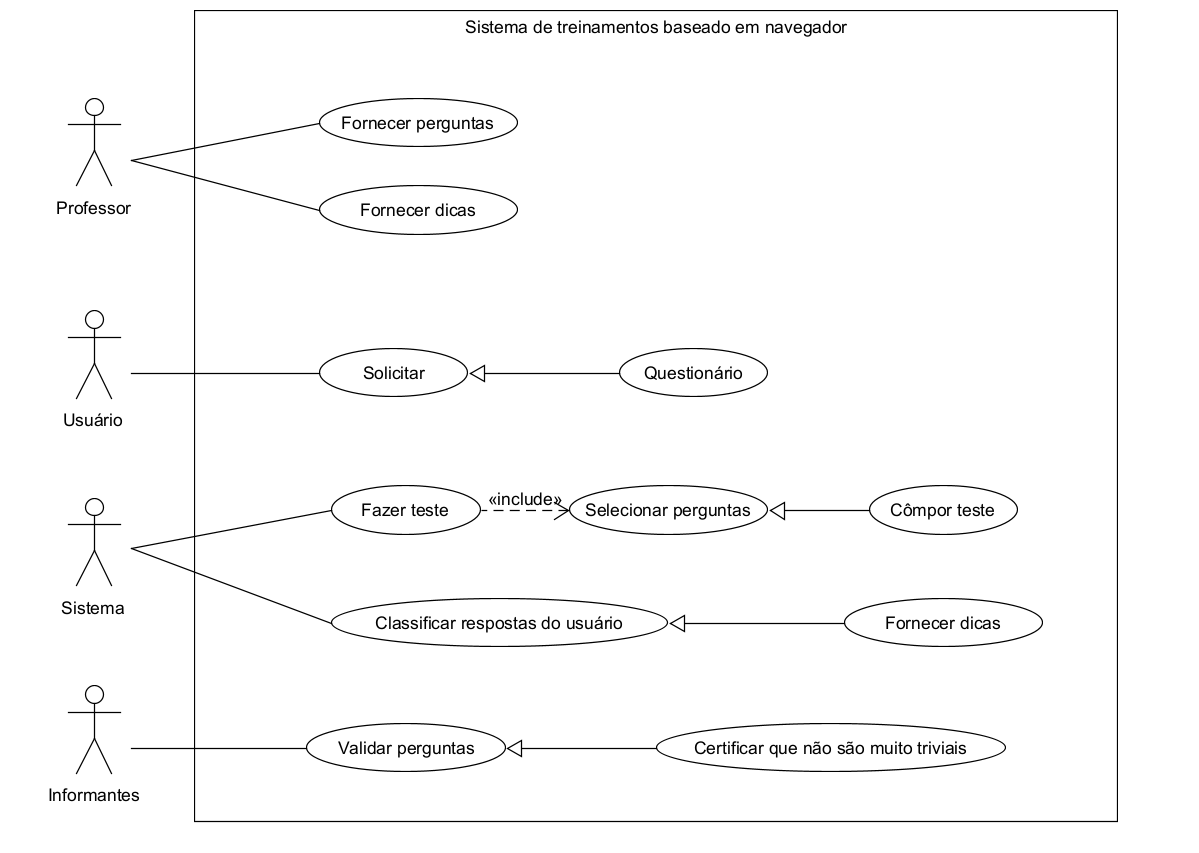 Sistema de treinamentos baseado em navegador
Fornecer perguntas
Fornecer dicas
Professor
Solicitar
Questionário
Usuário
«include»
Fazer teste
Selecionar perguntas
Cômpor teste
Sistema
Classificar respostas do usuário
Fornecer dicas
Validar perguntas
Certificar que não são muito triviais
Informantes